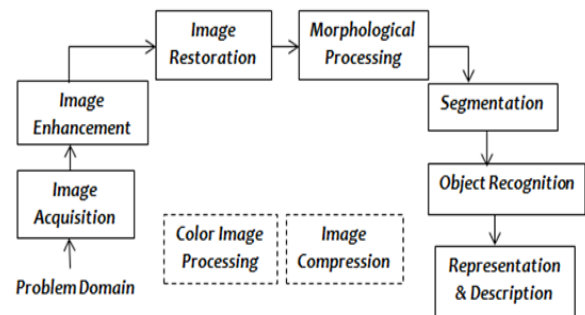 Image
Restoration
Morphological
Processing
Image
Enhancement
Segmentation
Image
Acquisition
Object Recognition
Color Image
Processing
Image
Compression
Problem Domain
Representation
& Description